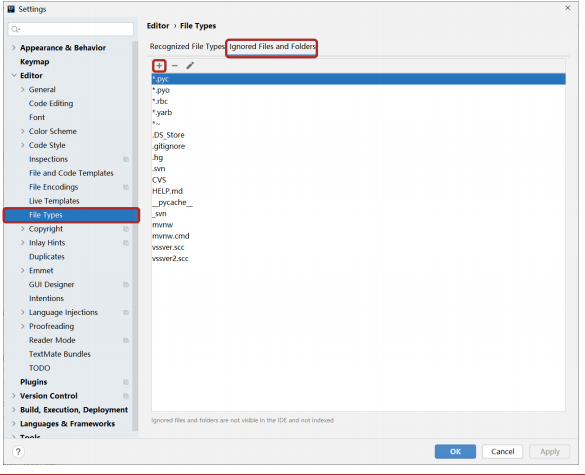 Settings
Editor › File Types
Appearance & Behavior
Keymap
Editor
General
Code Editing
Font
Color Scheme
Code Style
Inspections
File and Code Templates
File Encodings
Live Templates
File Types
Copyright
Inlay Hints
Duplicates
Emmet
GUI Designer
Intentions
Language Injections
Proofreading
Reader Mode
TextMate Bundles
TODO
Plugins
Version Control
Build, Execution, Deployment
Languages & Frameworks
Tools
Recognized File Types Ignored Files and Folders
*.pyc
*.pyo
*.rbc
*.yarb
*~
.DS_Store
.gitignore
.hg
.svn
CVS
HELP.md
__pycache__
_svn
mvnw
mvnw.cmd
vssver.scc
vssver2.scc
Ignored files and folders are not visible in the IDE and not indexed
?
OK Cancel Apply